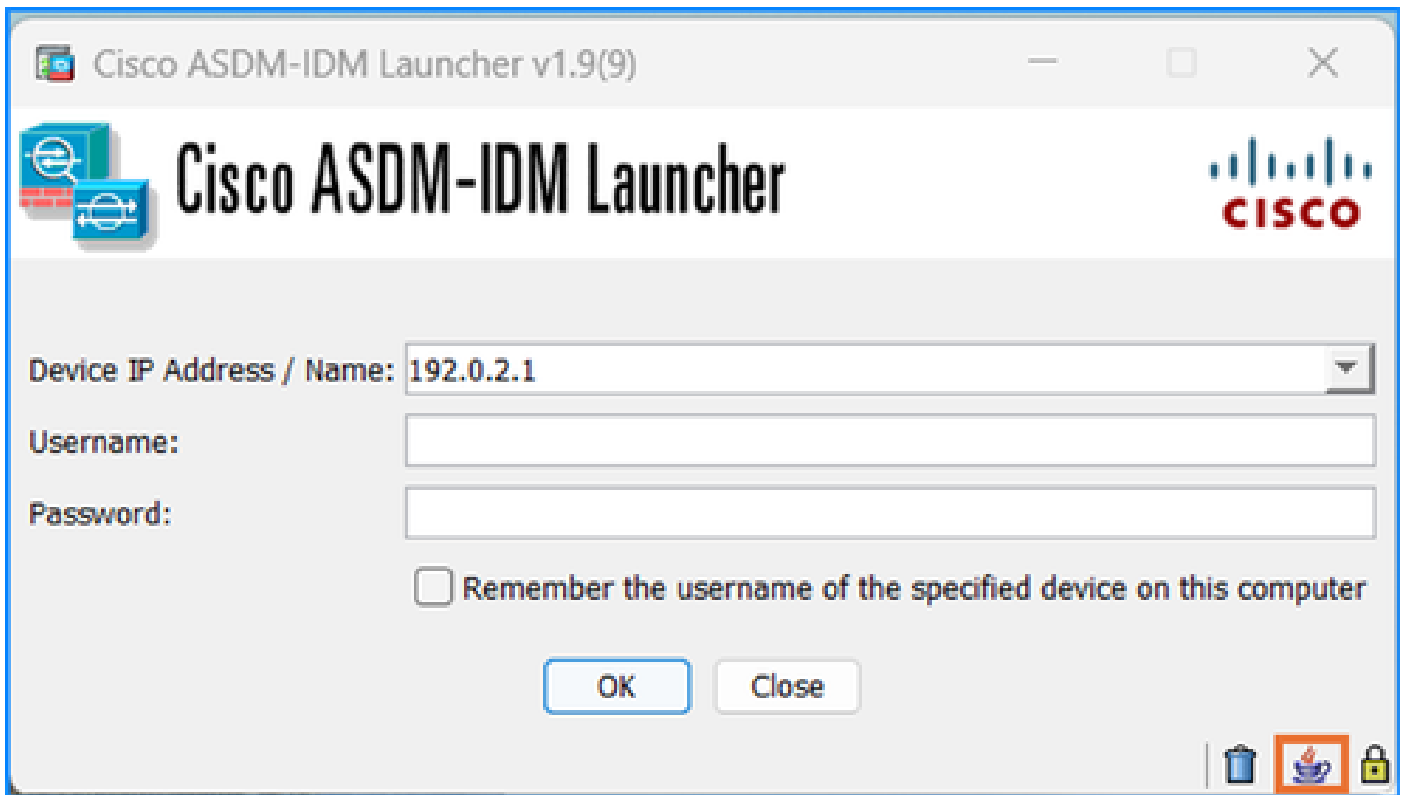 Cisco ASDM-IDM Launcher v1.9(9)
Cisco ASDM-IDM Launcher
CISCO
Device IP Address / Name: 192.0.2.1
Username:
Password:
Remember the username of the specified device on this computer
OK Close